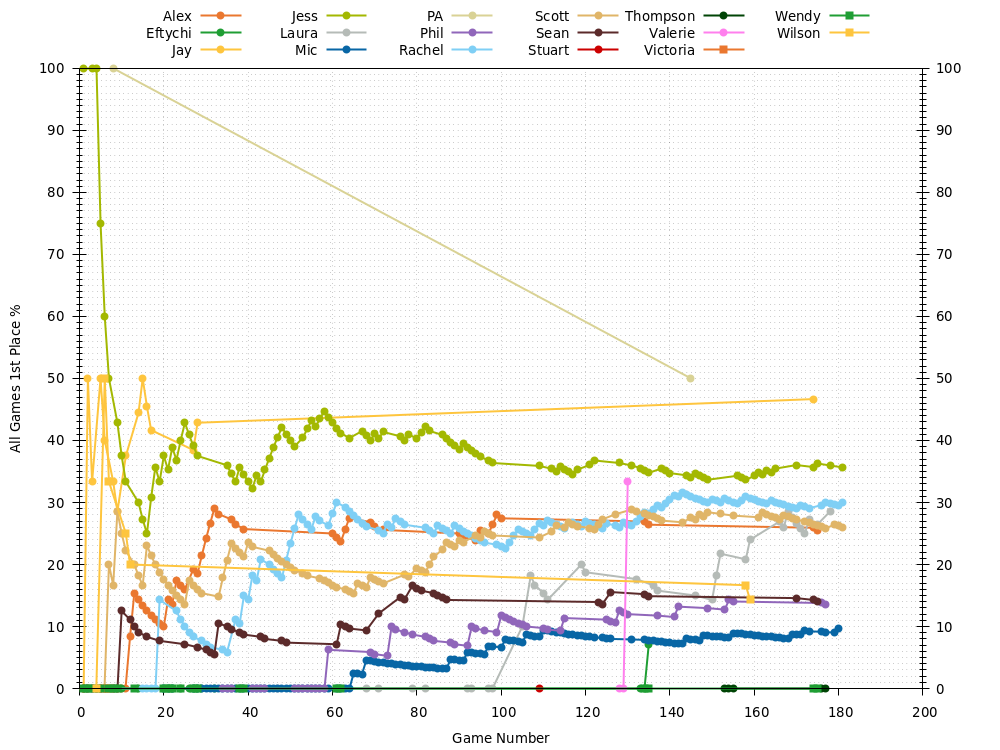 Alex Jess PA Scott Thompson Wendy
Eftychi Laura Phil Sean Valerie Wilson
Jay Mic Rachel Stuart Victoria
100 100
90 90
80 80
70 70
60 60
50 50
40 40
30 30
20 20
10 10
0 0
0 20 40 60 80 100 120 140 160 180 200
All Games 1st Place %
Game Number